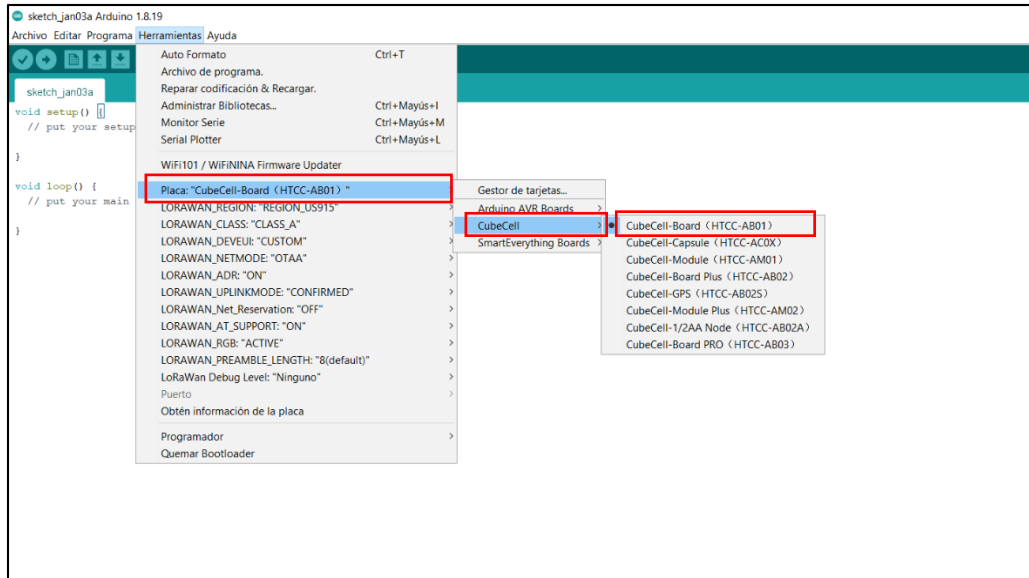 sketch_jan03a Arduino 1.8.19
Archivo Editar Programa Herramientas Ayuda
sketch_jan03a
void setup() {
// put your setup
}
void loop() {
// put your main
}
Auto Formato Ctrl+T
Archivo de programa.
Reparar codificación & Recargar.
Administrar Bibliotecas... Ctrl+Mayús+I
Monitor Serie Ctrl+Mayús+M
Serial Plotter Ctrl+Mayús+L
WiFi101 / WiFiNINA Firmware Updater
Placa: "CubeCell-Board（HTCC-AB01）"
LORAWAN_REGION: "REGION_US915"
LORAWAN_CLASS: "CLASS_A"
LORAWAN_DEVEUI: "CUSTOM"
LORAWAN_NETMODE: "OTAA"
LORAWAN_ADR: "ON"
LORAWAN_UPLINKMODE: "CONFIRMED"
LORAWAN_Net_Reservation: "OFF"
LORAWAN_AT_SUPPORT: "ON"
LORAWAN_RGB: "ACTIVE"
LORAWAN_PREAMBLE_LENGTH: "8(default)"
LoRaWan Debug Level: "Ninguno"
Puerto
Obtén información de la placa
Programador
Quemar Bootloader
Gestor de tarjetas...
Arduino AVR Boards
CubeCell
SmartEverything Boards
CubeCell-Board（HTCC-AB01）
CubeCell-Capsule（HTCC-AC0X）
CubeCell-Module（HTCC-AM01）
CubeCell-Board Plus（HTCC-AB02）
CubeCell-GPS（HTCC-AB02S）
CubeCell-Module Plus（HTCC-AM02）
CubeCell-1/2AA Node（HTCC-AB02A）
CubeCell-Board PRO（HTCC-AB03）